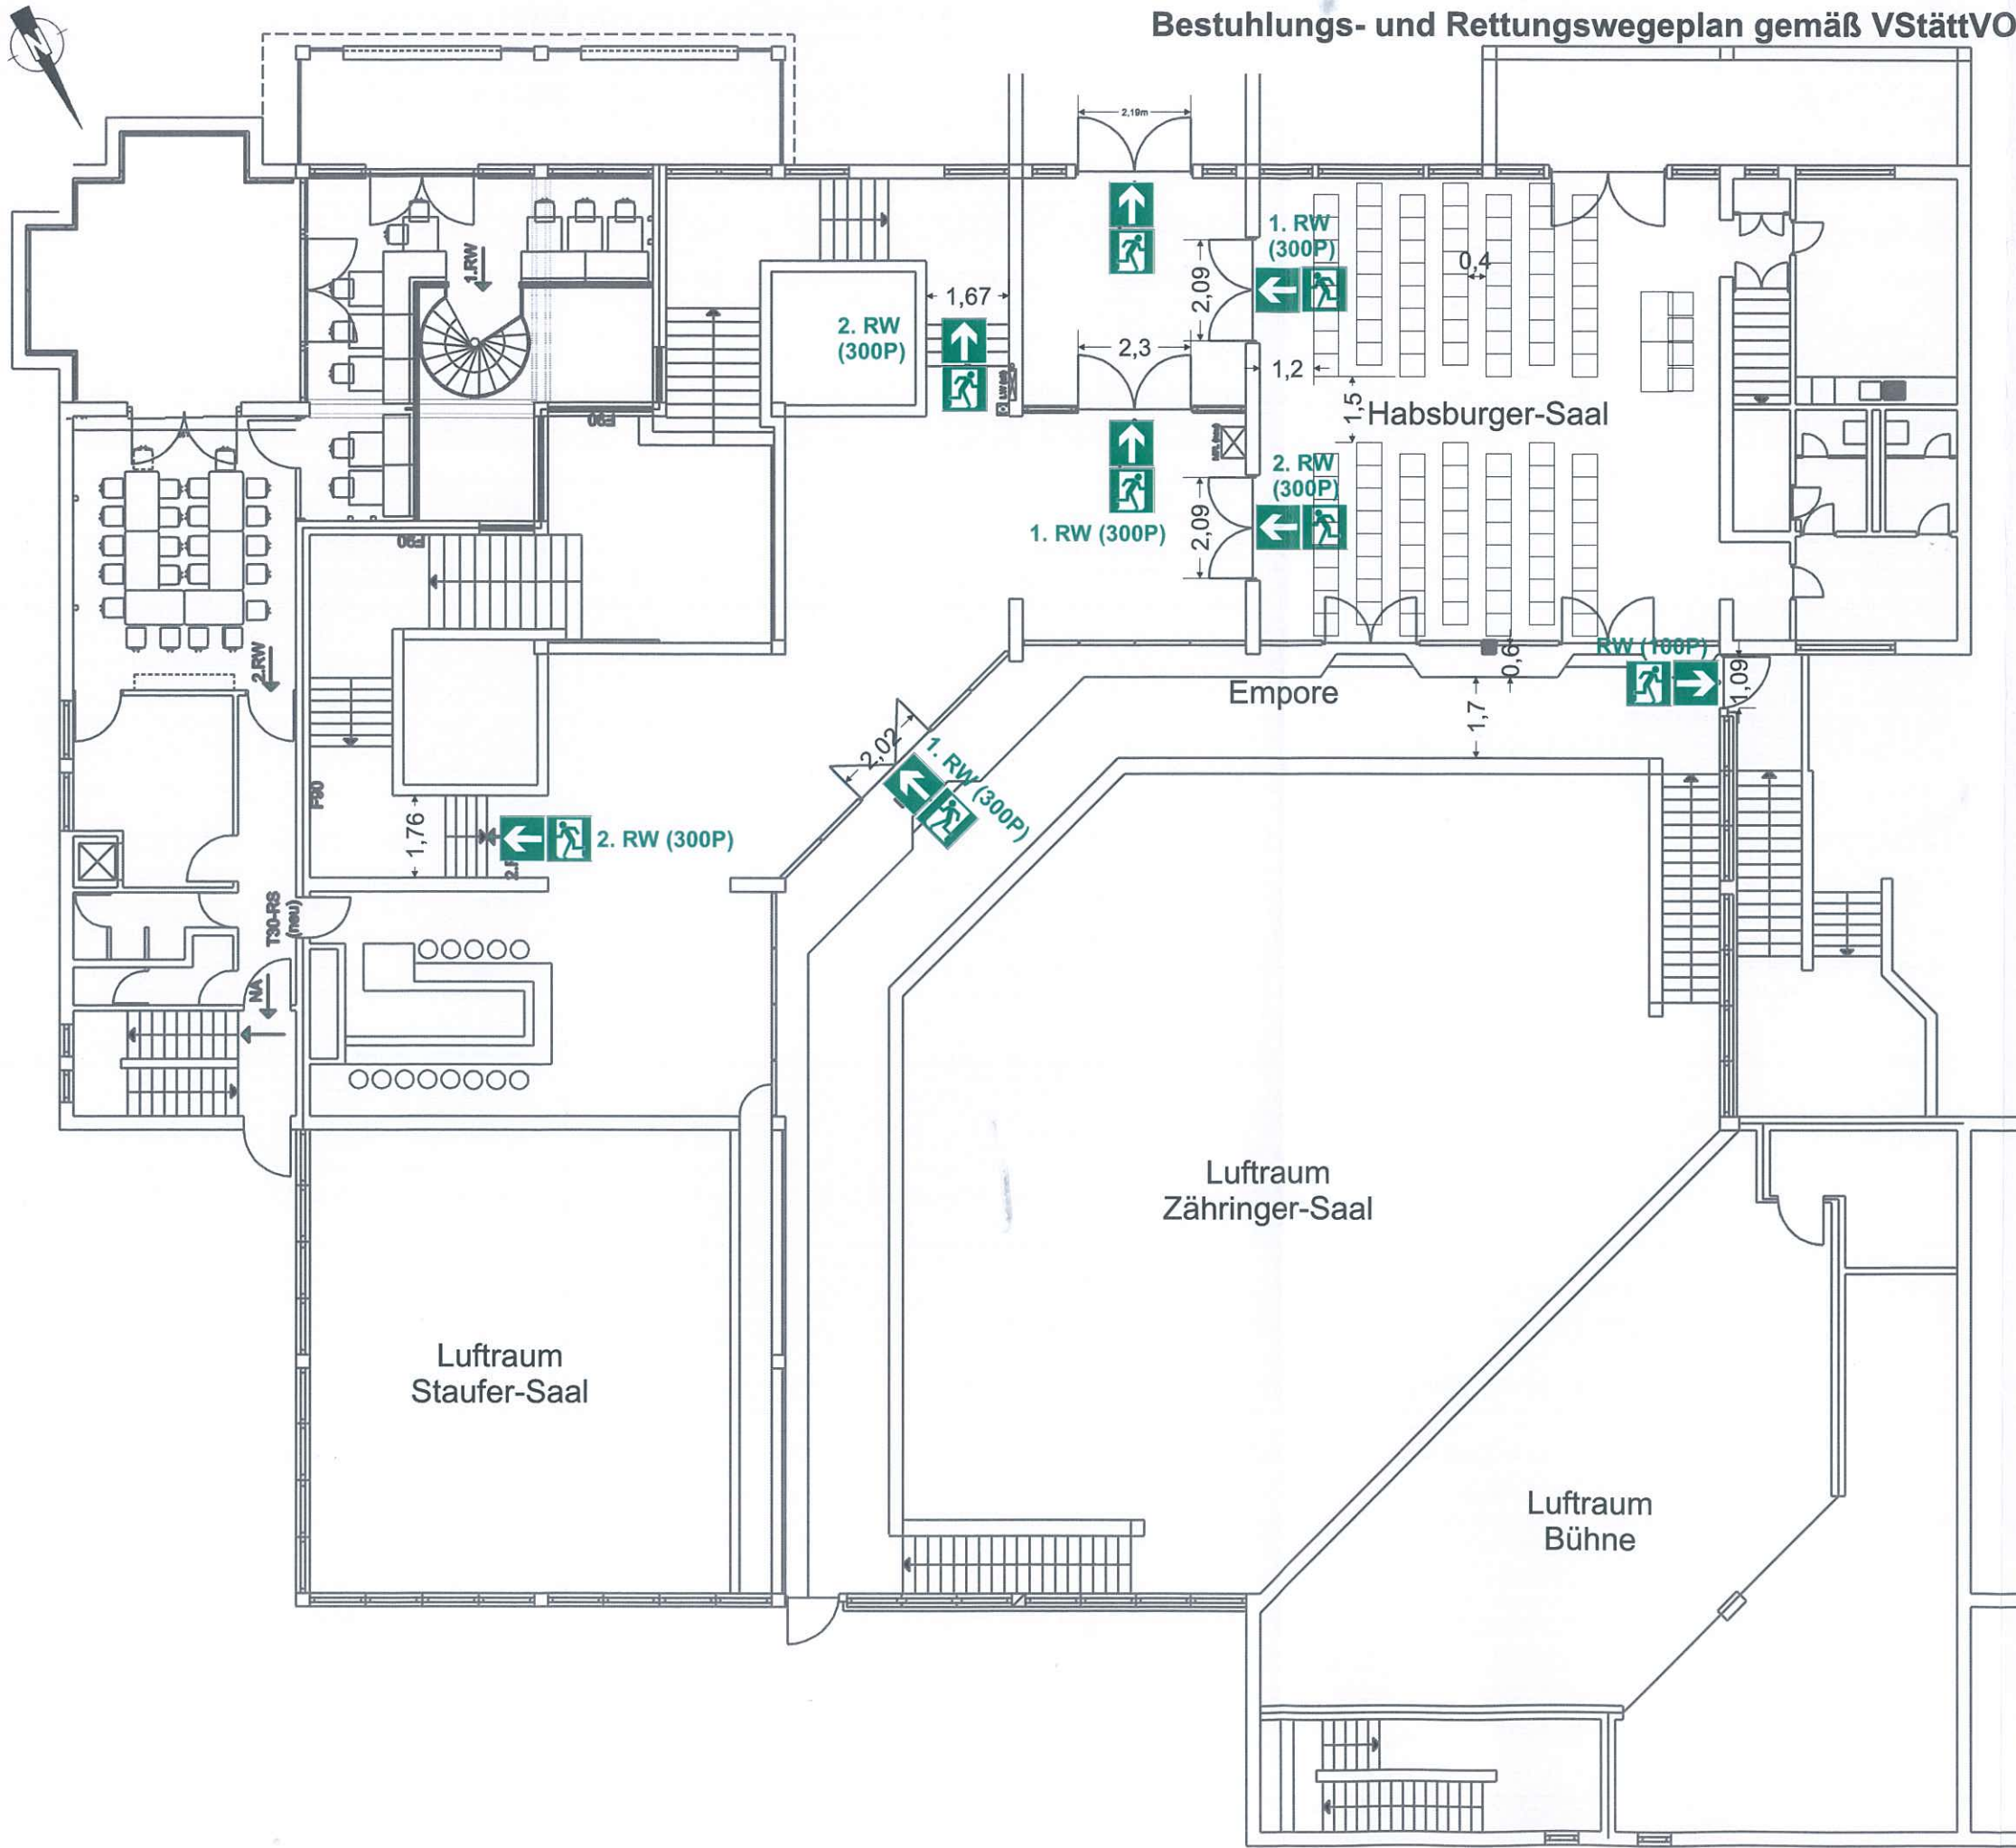 Bestuhlungs- und Rettungswegeplan gemäß VStättVO
N
2,19m
1.RW
1. RW
(300P)
2,09
0,4
1,67
2. RW
(300P)
2,3
1,2
1,5
Habsburger-Saal
F90
2. RW
(300P)
1. RW (300P)
2,09
F90
2.RW
RW (100P)
0,6
1,09
Empore
1,7
2,02
1. RW (300P)
F90
1,76
2. RW (300P)
T30-RS
(neu)
NA
Luftraum
Zähringer-Saal
Luftraum
Staufer-Saal
Luftraum
Bühne